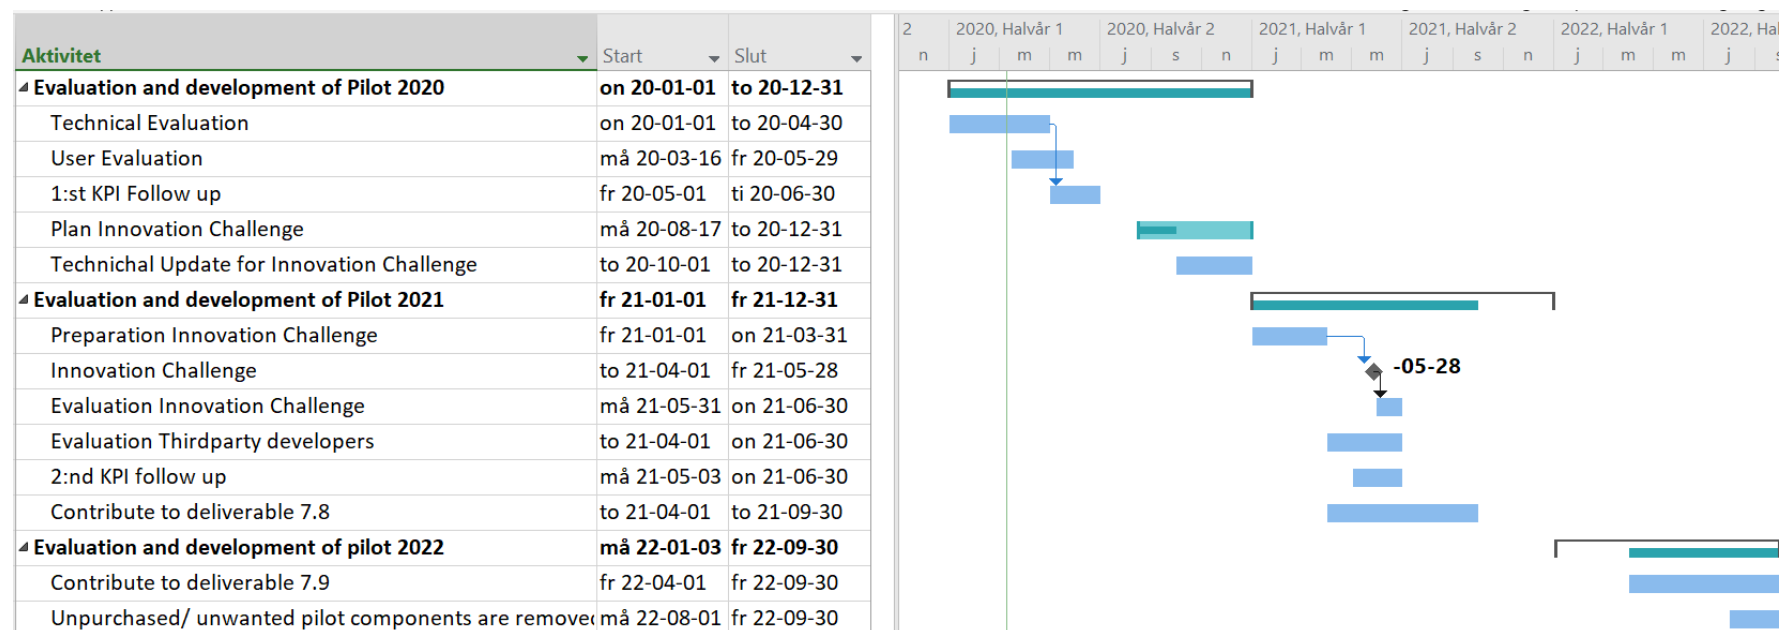 2 2020, Halvår 1 2020, Halvår 2 2021, Halvår 1 2021, Halvår 2 2022, Halvår 1 2022, Ha
Aktivitet Start Slut n j m m j s n j m m j s n j m m j
Evaluation and development of Pilot 2020 on 20-01-01 to 20-12-31
Technical Evaluation on 20-01-01 to 20-04-30
User Evaluation må 20-03-16 fr 20-05-29
1:st KPI Follow up fr 20-05-01 ti 20-06-30
Plan Innovation Challenge må 20-08-17 to 20-12-31
Technichal Update for Innovation Challenge to 20-10-01 to 20-12-31
Evaluation and development of Pilot 2021 fr 21-01-01 fr 21-12-31
Preparation Innovation Challenge fr 21-01-01 on 21-03-31
Innovation Challenge to 21-04-01 fr 21-05-28 -05-28
Evaluation Innovation Challenge må 21-05-31 on 21-06-30
Evaluation Thirdparty developers to 21-04-01 on 21-06-30
2:nd KPI follow up må 21-05-03 on 21-06-30
Contribute to deliverable 7.8 to 21-04-01 to 21-09-30
Evaluation and development of pilot 2022 må 22-01-03 fr 22-09-30
Contribute to deliverable 7.9 fr 22-04-01 fr 22-09-30
Unpurchased/ unwanted pilot components are remove må 22-08-01 fr 22-09-30